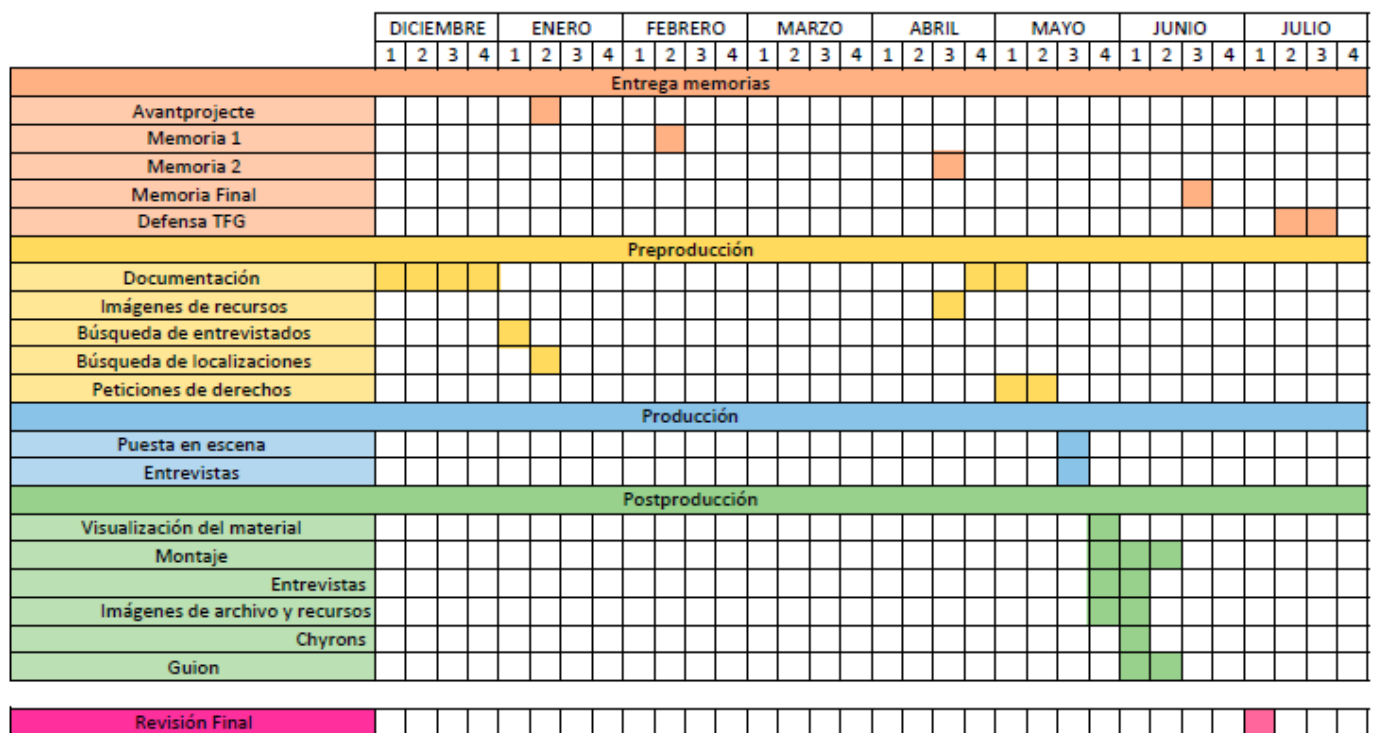 DICIEMBRE ENERO FEBRERO MARZO ABRIL MAYO JUNIO JULIO
1 2 3 4 1 2 3 4 1 2 3 4 1 2 3 4 1 2 3 4 1 2 3 4 1 2 3 4 1 2 3 4
Entrega memorias
Avantprojecte
Memoria 1
Memoria 2
Memoria Final
Defensa TFG
Preproducción
Documentación
Imágenes de recursos
Búsqueda de entrevistados
Búsqueda de localizaciones
Peticiones de derechos
Producción
Puesta en escena
Entrevistas
Postproducción
Visualización del material
Montaje
Entrevistas
Imágenes de archivo y recursos
Chyrons
Guion
Revisión Final